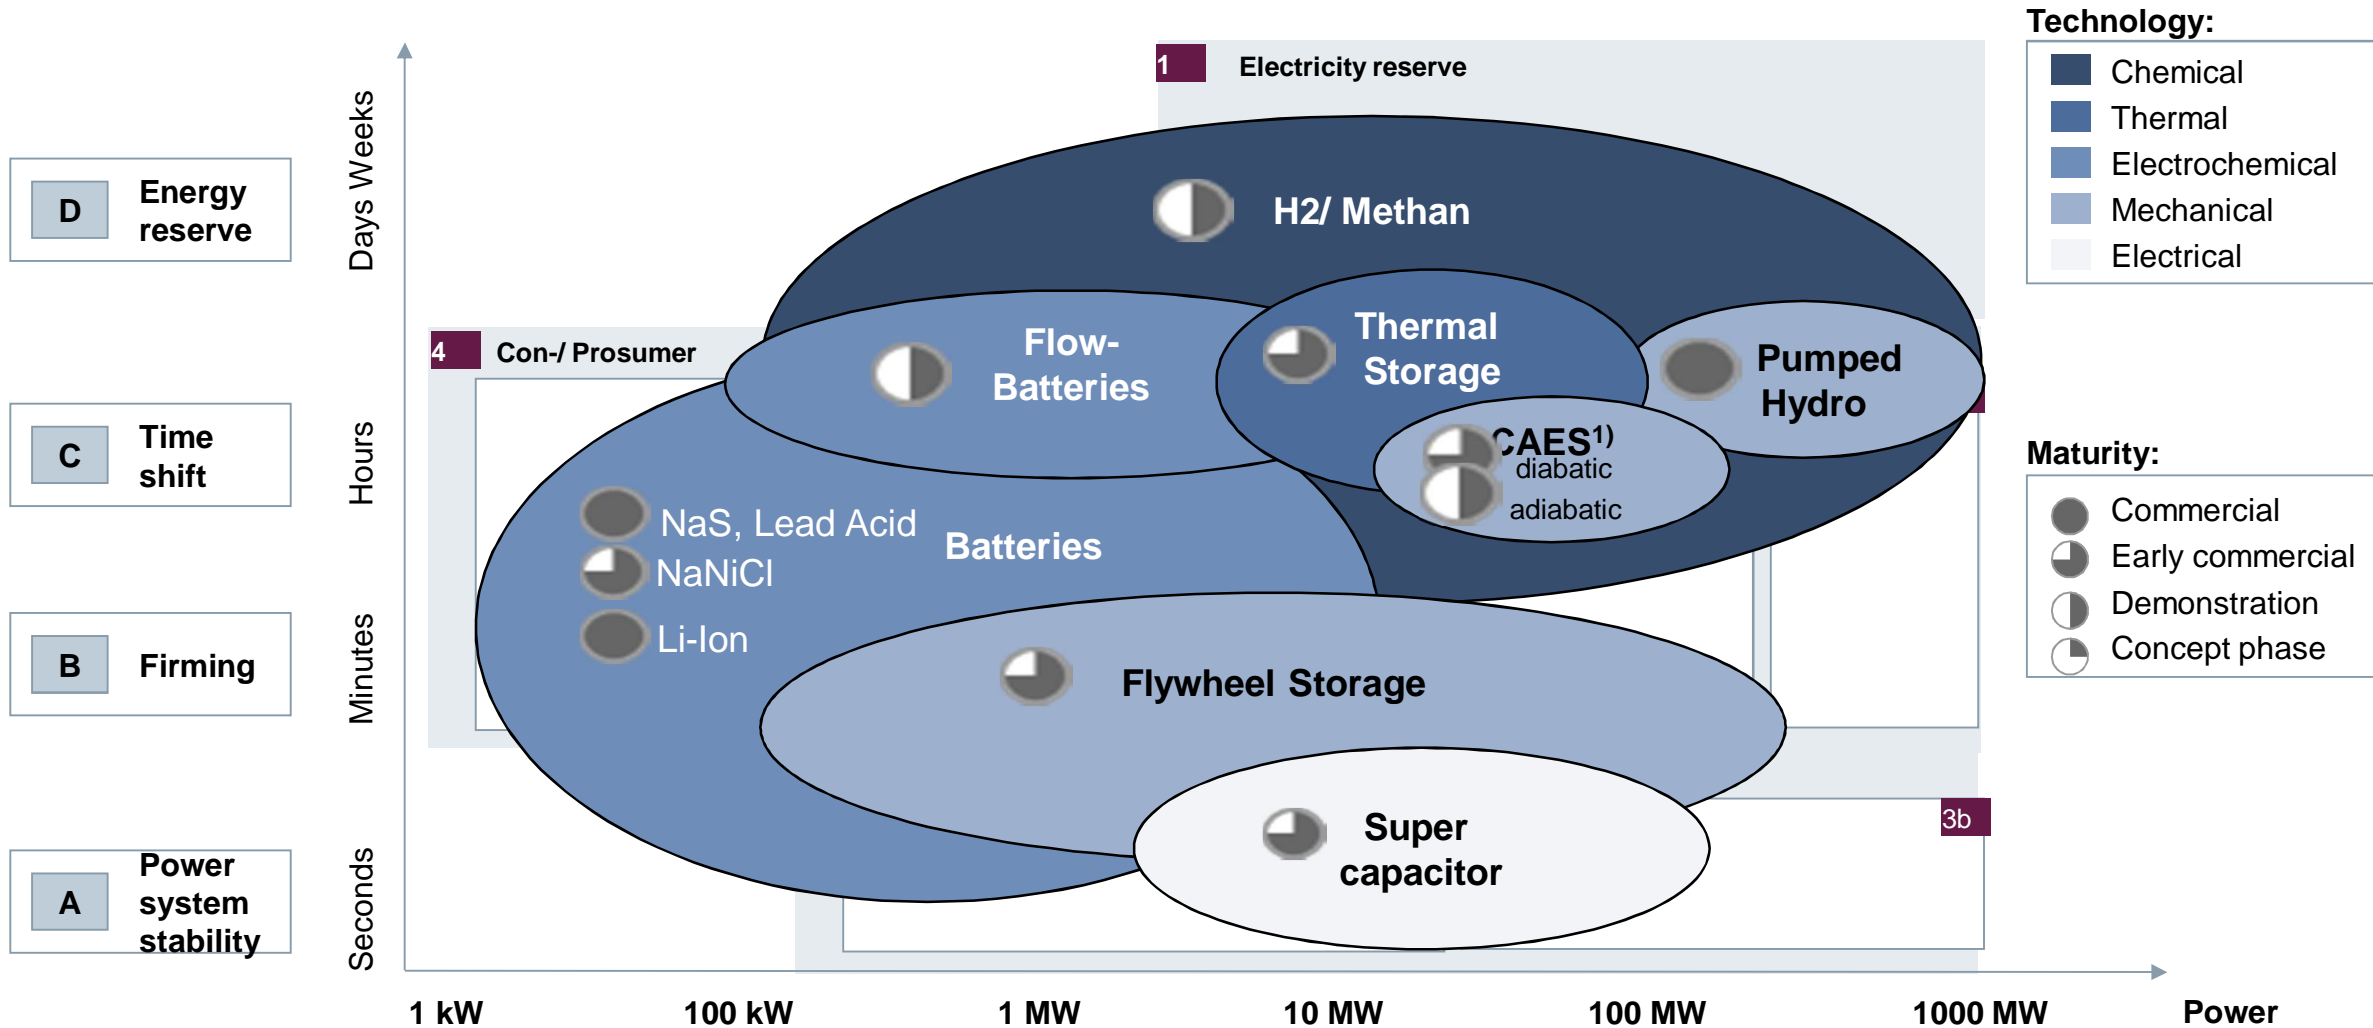 Technology:
Chemical
Thermal
Electrochemical
Mechanical
Electrical
Maturity:
Commercial
Early commercial
Demonstration
Concept phase
D
Energy
reserve
C
Time
shift
B
Firming
A
Power
system
stability
Days Weeks
Hours
Minutes
Seconds
1
Electricity reserve
4
Con-/ Prosumer
H2/ Methan
Flow-
Batteries
Thermal
Storage
Pumped
Hydro
CAES1)
diabatic
adiabatic
NaS, Lead Acid
NaNiCl
Li-Ion
Batteries
Flywheel Storage
Super
capacitor
3b
1 kW
100 kW
1 MW
10 MW
100 MW
1000 MW
Power